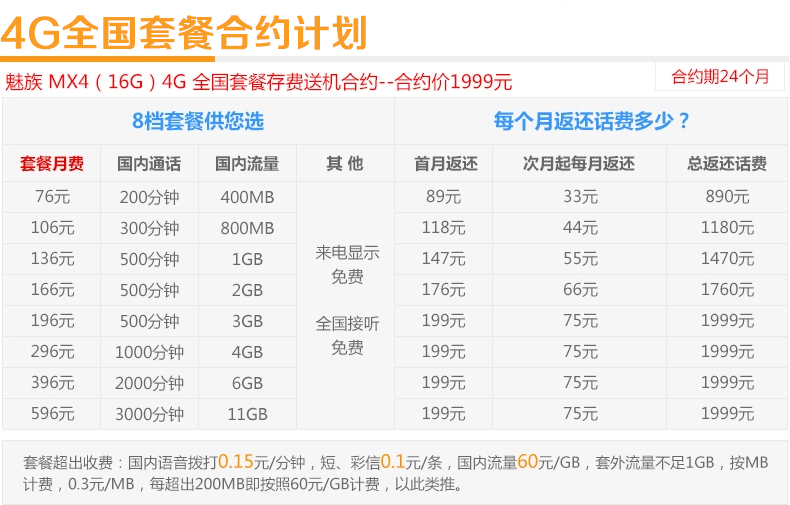 4G全国套餐合约计划
魅族 MX4（16G）4G 全国套餐存费送机合约--合约价1999元
合约期24个月
8档套餐供您选 每个月返还话费多少？
套餐月费 国内通话 国内流量 其 他 首月返还 次月起每月返还 总返还话费
76元 200分钟 400MB 89元 33元 890元
106元 300分钟 800MB 118元 44元 1180元
136元 500分钟 1GB 147元 55元 1470元
166元 500分钟 2GB 176元 66元 1760元
196元 500分钟 3GB 199元 75元 1999元
296元 1000分钟 4GB 199元 75元 1999元
396元 2000分钟 6GB 199元 75元 1999元
596元 3000分钟 11GB 199元 75元 1999元
来电显示
免费
全国接听
免费
套餐超出收费：国内语音拨打0.15元/分钟，短、彩信0.1元/条，国内流量60元/GB，套外流量不足1GB，按MB
计费，0.3元/MB，每超出200MB即按照60元/GB计费，以此类推。